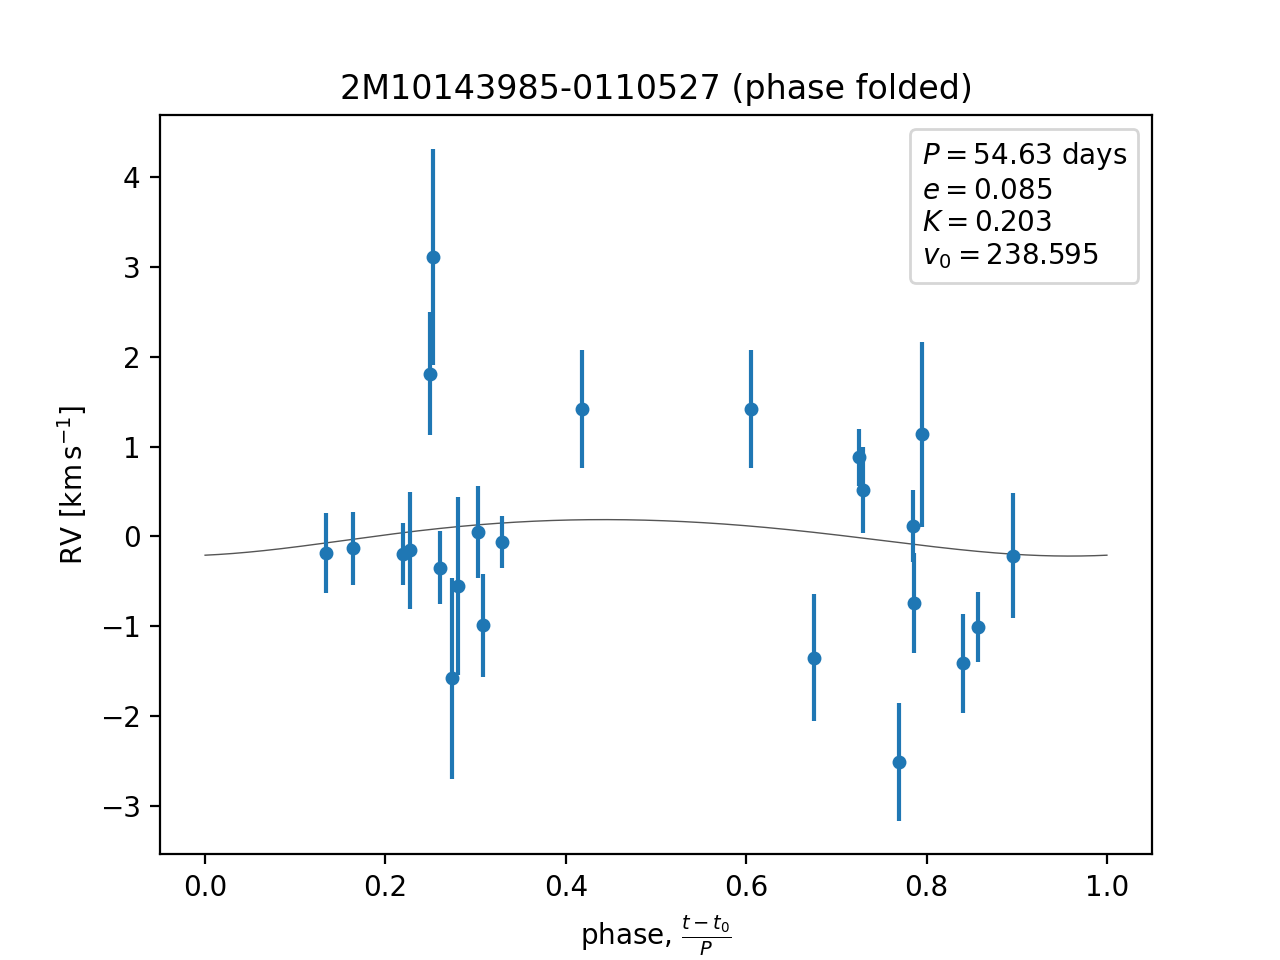 2M10143985-0110527 (phase folded)
P = 54.63 days
e = 0.085
K = 0.203
v₀ = 238.595
4
3
2
1
0
−1
−2
−3
RV [km s⁻¹]
0.0 0.2 0.4 0.6 0.8 1.0
phase, (t − t₀)/P